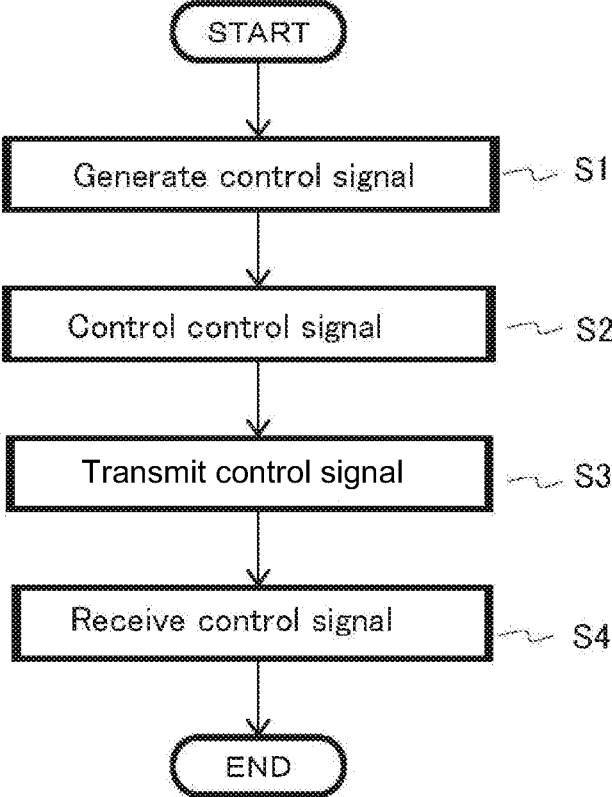 START
Generate control signal S1
Control control signal S2
Transmit control signal S3
Receive control signal S4
END